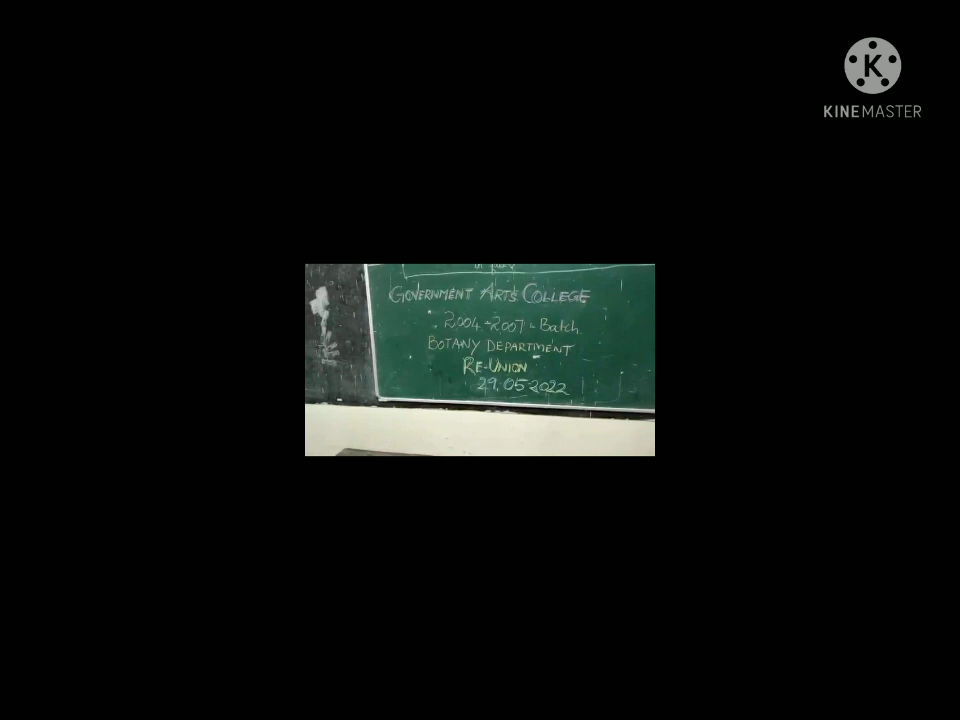 KINEMASTER
GOVERNMENT ARTS COLLEGE
2004-2007-Batch
BOTANY DEPARTMENT
RE-UNION
29.05.2022